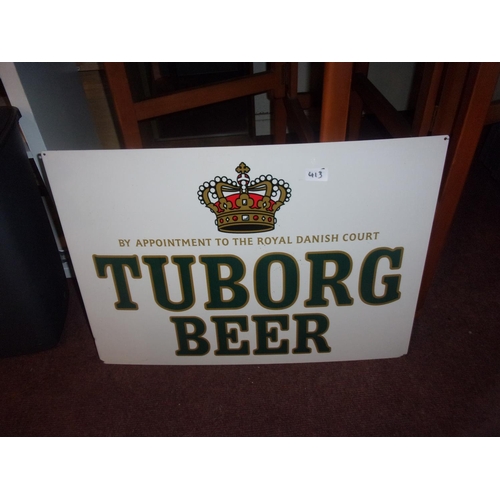 413
BY APPOINTMENT TO THE ROYAL DANISH COURT
TUBORG
BEER